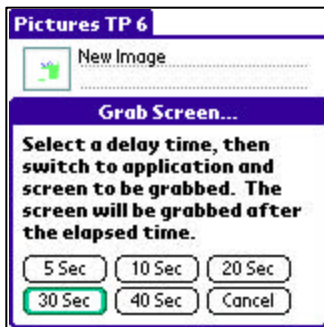 Pictures TP 6
New Image
Grab Screen...
Select a delay time, then
switch to application and
screen to be grabbed.  The
screen will be grabbed after
the elapsed time.
5 Sec 10 Sec 20 Sec
30 Sec 40 Sec Cancel